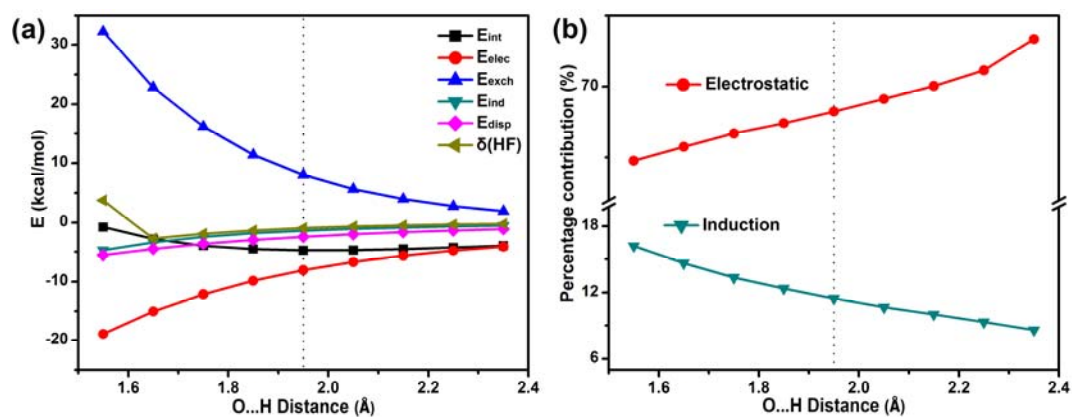 (a)
E (kcal/mol)
30
20
10
0
-10
-20
1.6
1.8
2.0
2.2
2.4
O...H Distance (Å)
Eint
Eelec
Eexch
Eind
Edisp
δ(HF)
(b)
Percentage contribution (%)
70
18
12
6
Electrostatic
Induction
1.6
1.8
2.0
2.2
2.4
O...H Distance (Å)